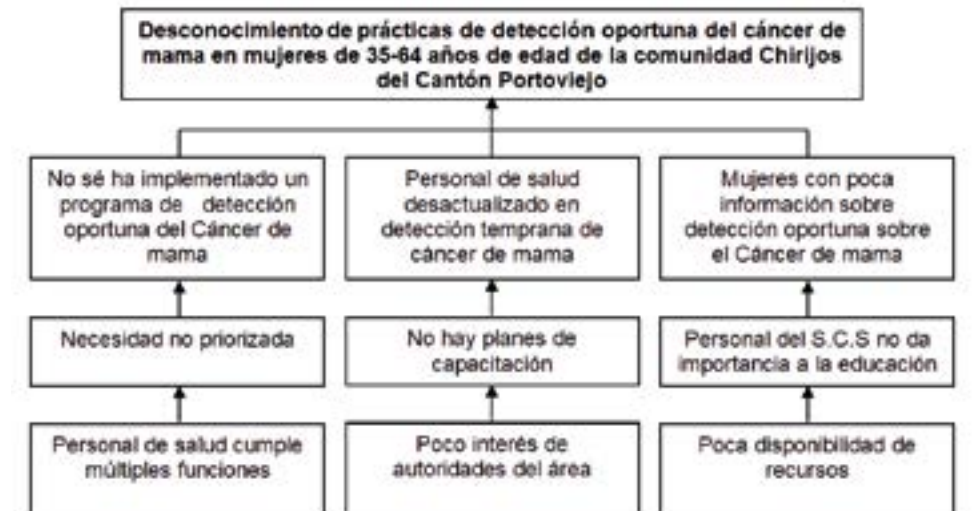 Desconocimiento de prácticas de detección oportuna del cáncer de
mama en mujeres de 35-64 años de edad de la comunidad Chirijos
del Cantón Portoviejo
No sé ha implementado un
programa de detección
oportuna del Cáncer de
mama
Personal de salud
desactualizado en
detección temprana de
cáncer de mama
Mujeres con poca
información sobre
detección oportuna sobre
el Cáncer de mama
Necesidad no priorizada
No hay planes de
capacitación
Personal del S.C.S no da
importancia a la educación
Personal de salud cumple
múltiples funciones
Poco interés de
autoridades del área
Poca disponibilidad de
recursos